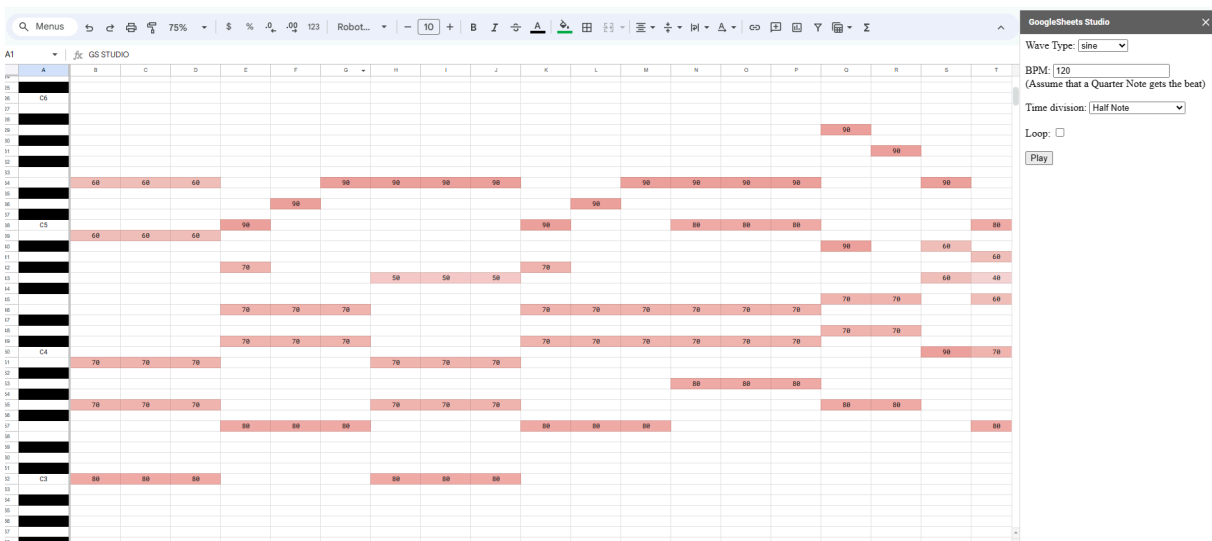 Menus 75% $ % .0 .00 123 Robot... − 10 + B I A Σ
GoogleSheets Studio ×
A1 fx GS STUDIO
Wave Type: sine
A B C D E F G H I J K L M N O P Q R S T
BPM: 120
(Assume that a Quarter Note gets the beat)
C6
Time division: Half Note
90
Loop:
90
Play
60 60 60 90 90 90 90 90 90 90 90 90
90 90
C5 90 90 80 80 80 80
60 60 60
90 60
60
70 70
50 50 50 60 40
70 70 60
70 70 70 70 70 70 70 70 70
70 70
70 70 70 70 70 70 70 70 70
C4 90 70
70 70 70 70 70 70
80 80 80
70 70 70 70 70 70 80 80
80 80 80 80 80 80 80
C3 80 80 80 80 80 80